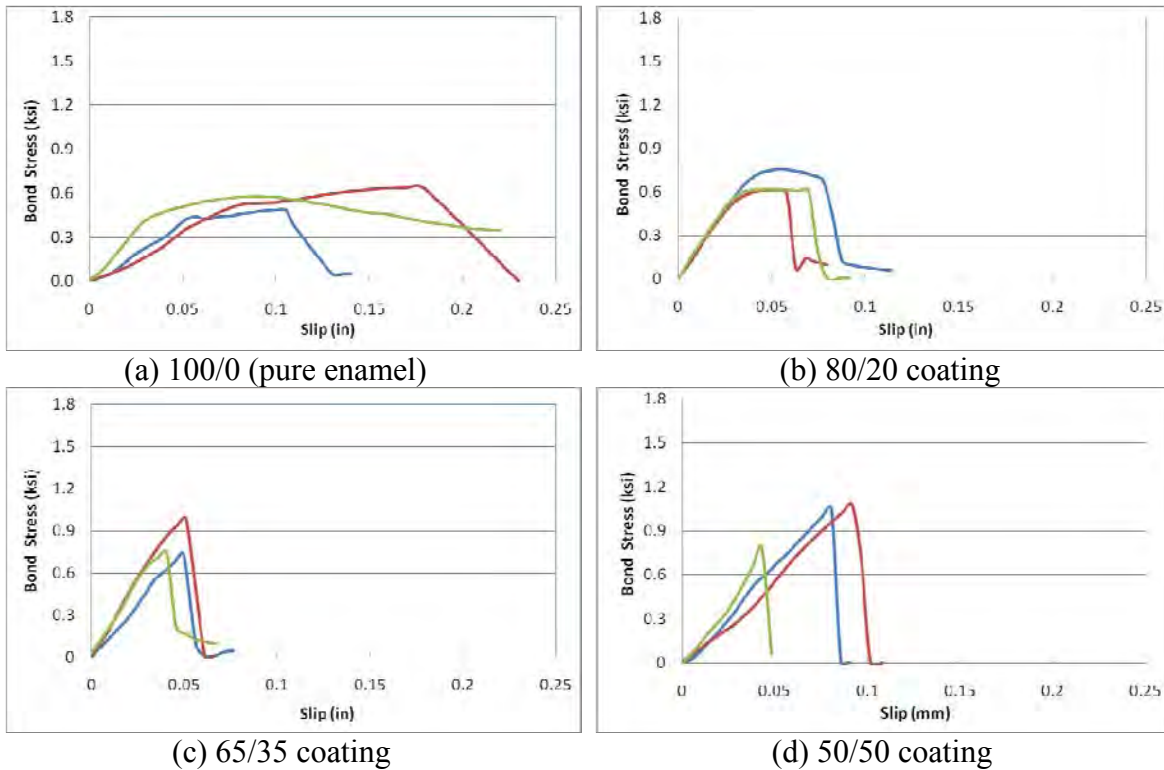 1.8
1.5
1.2
0.9
0.6
0.3
0.0
Bond Stress (ksi)
0 0.05 0.1 0.15 0.2 0.25
Slip (in)
(a) 100/0 (pure enamel)
1.8
1.5
1.2
0.9
0.6
0.3
0
Bond Stress (ksi)
0 0.05 0.1 0.15 0.2 0.25
Slip (in)
(b) 80/20 coating
1.8
1.5
1.2
0.9
0.6
0.3
0
Bond Stress (ksi)
0 0.05 0.1 0.15 0.2 0.25
Slip (in)
(c) 65/35 coating
1.8
1.5
1.2
0.9
0.6
0.3
0
Bond Stress (ksi)
0 0.05 0.1 0.15 0.2 0.25
Slip (mm)
(d) 50/50 coating